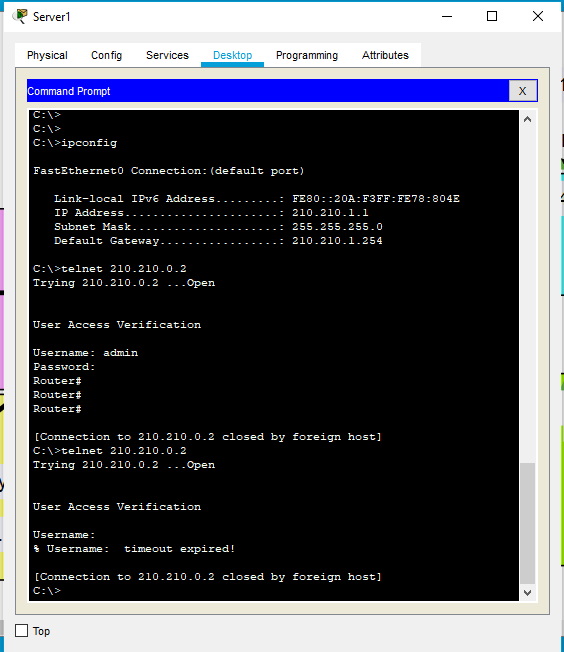 Server1
Physical Config Services Desktop Programming Attributes
Command Prompt X
C:\>
C:\>
C:\>ipconfig
FastEthernet0 Connection:(default port)
Link-local IPv6 Address.........: FE80::20A:F3FF:FE78:804E
IP Address......................: 210.210.1.1
Subnet Mask.....................: 255.255.255.0
Default Gateway.................: 210.210.1.254
C:\>telnet 210.210.0.2
Trying 210.210.0.2 ...Open
User Access Verification
Username: admin
Password:
Router#
Router#
Router#
[Connection to 210.210.0.2 closed by foreign host]
C:\>telnet 210.210.0.2
Trying 210.210.0.2 ...Open
User Access Verification
Username:
% Username:  timeout expired!
[Connection to 210.210.0.2 closed by foreign host]
C:\>
Top